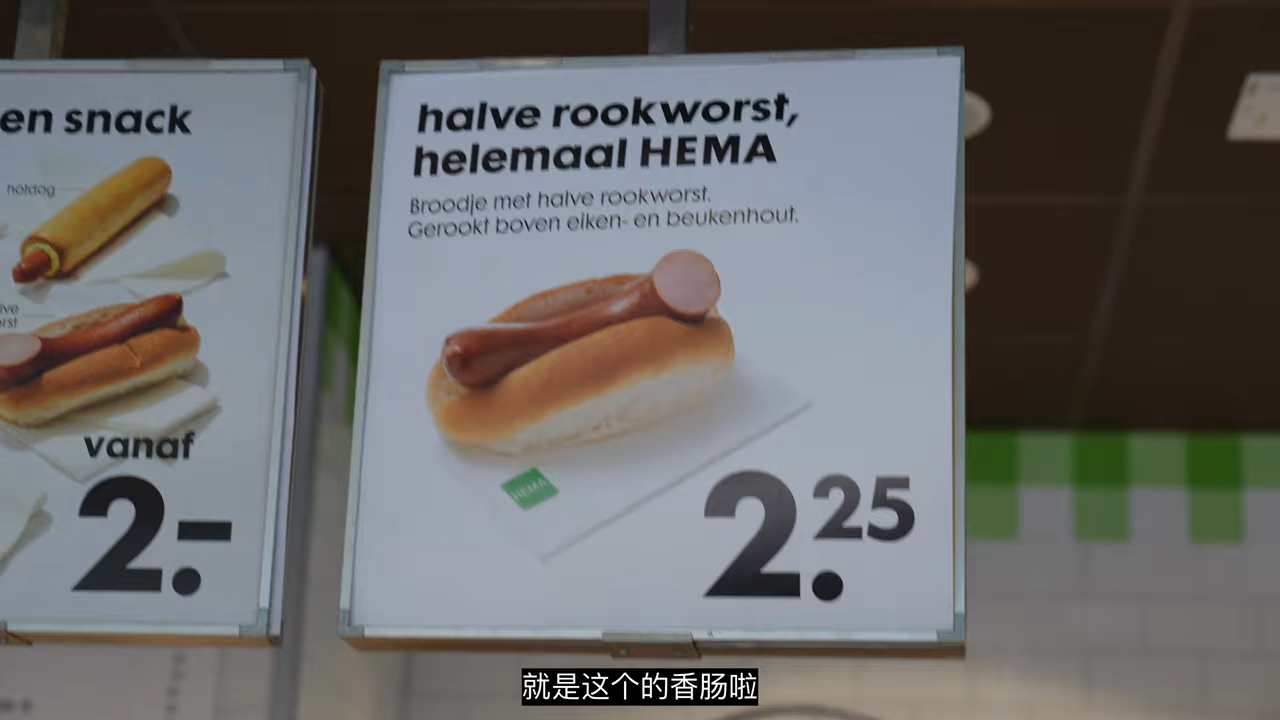 en snack
hotdog
vanaf
2.-
halve rookworst,
helemaal HEMA
Broodje met halve rookworst.
Gerookt boven eiken- en beukenhout.
HEMA
2.25
就是这个的香肠啦